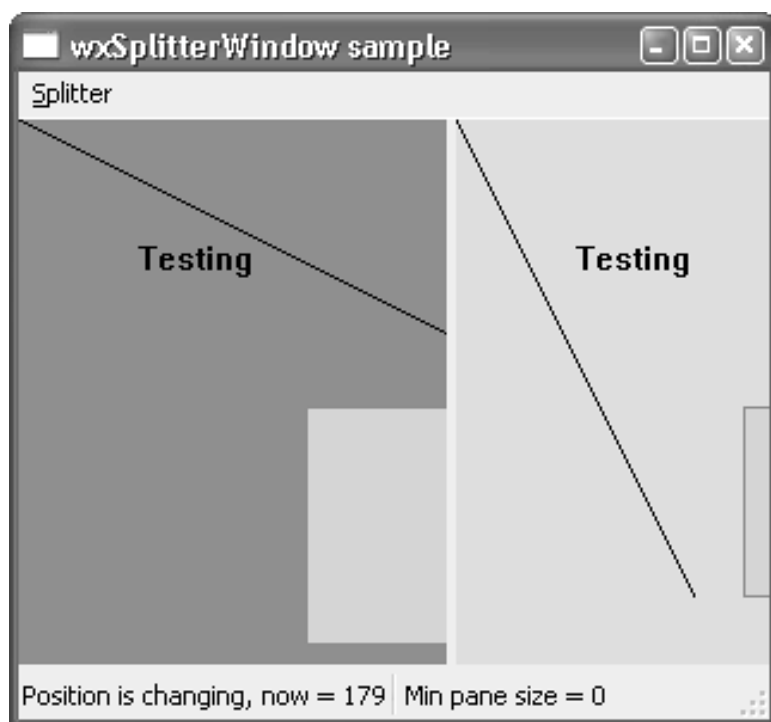 wxSplitterWindow sample
Splitter
Testing
Testing
Position is changing, now = 179
Min pane size = 0